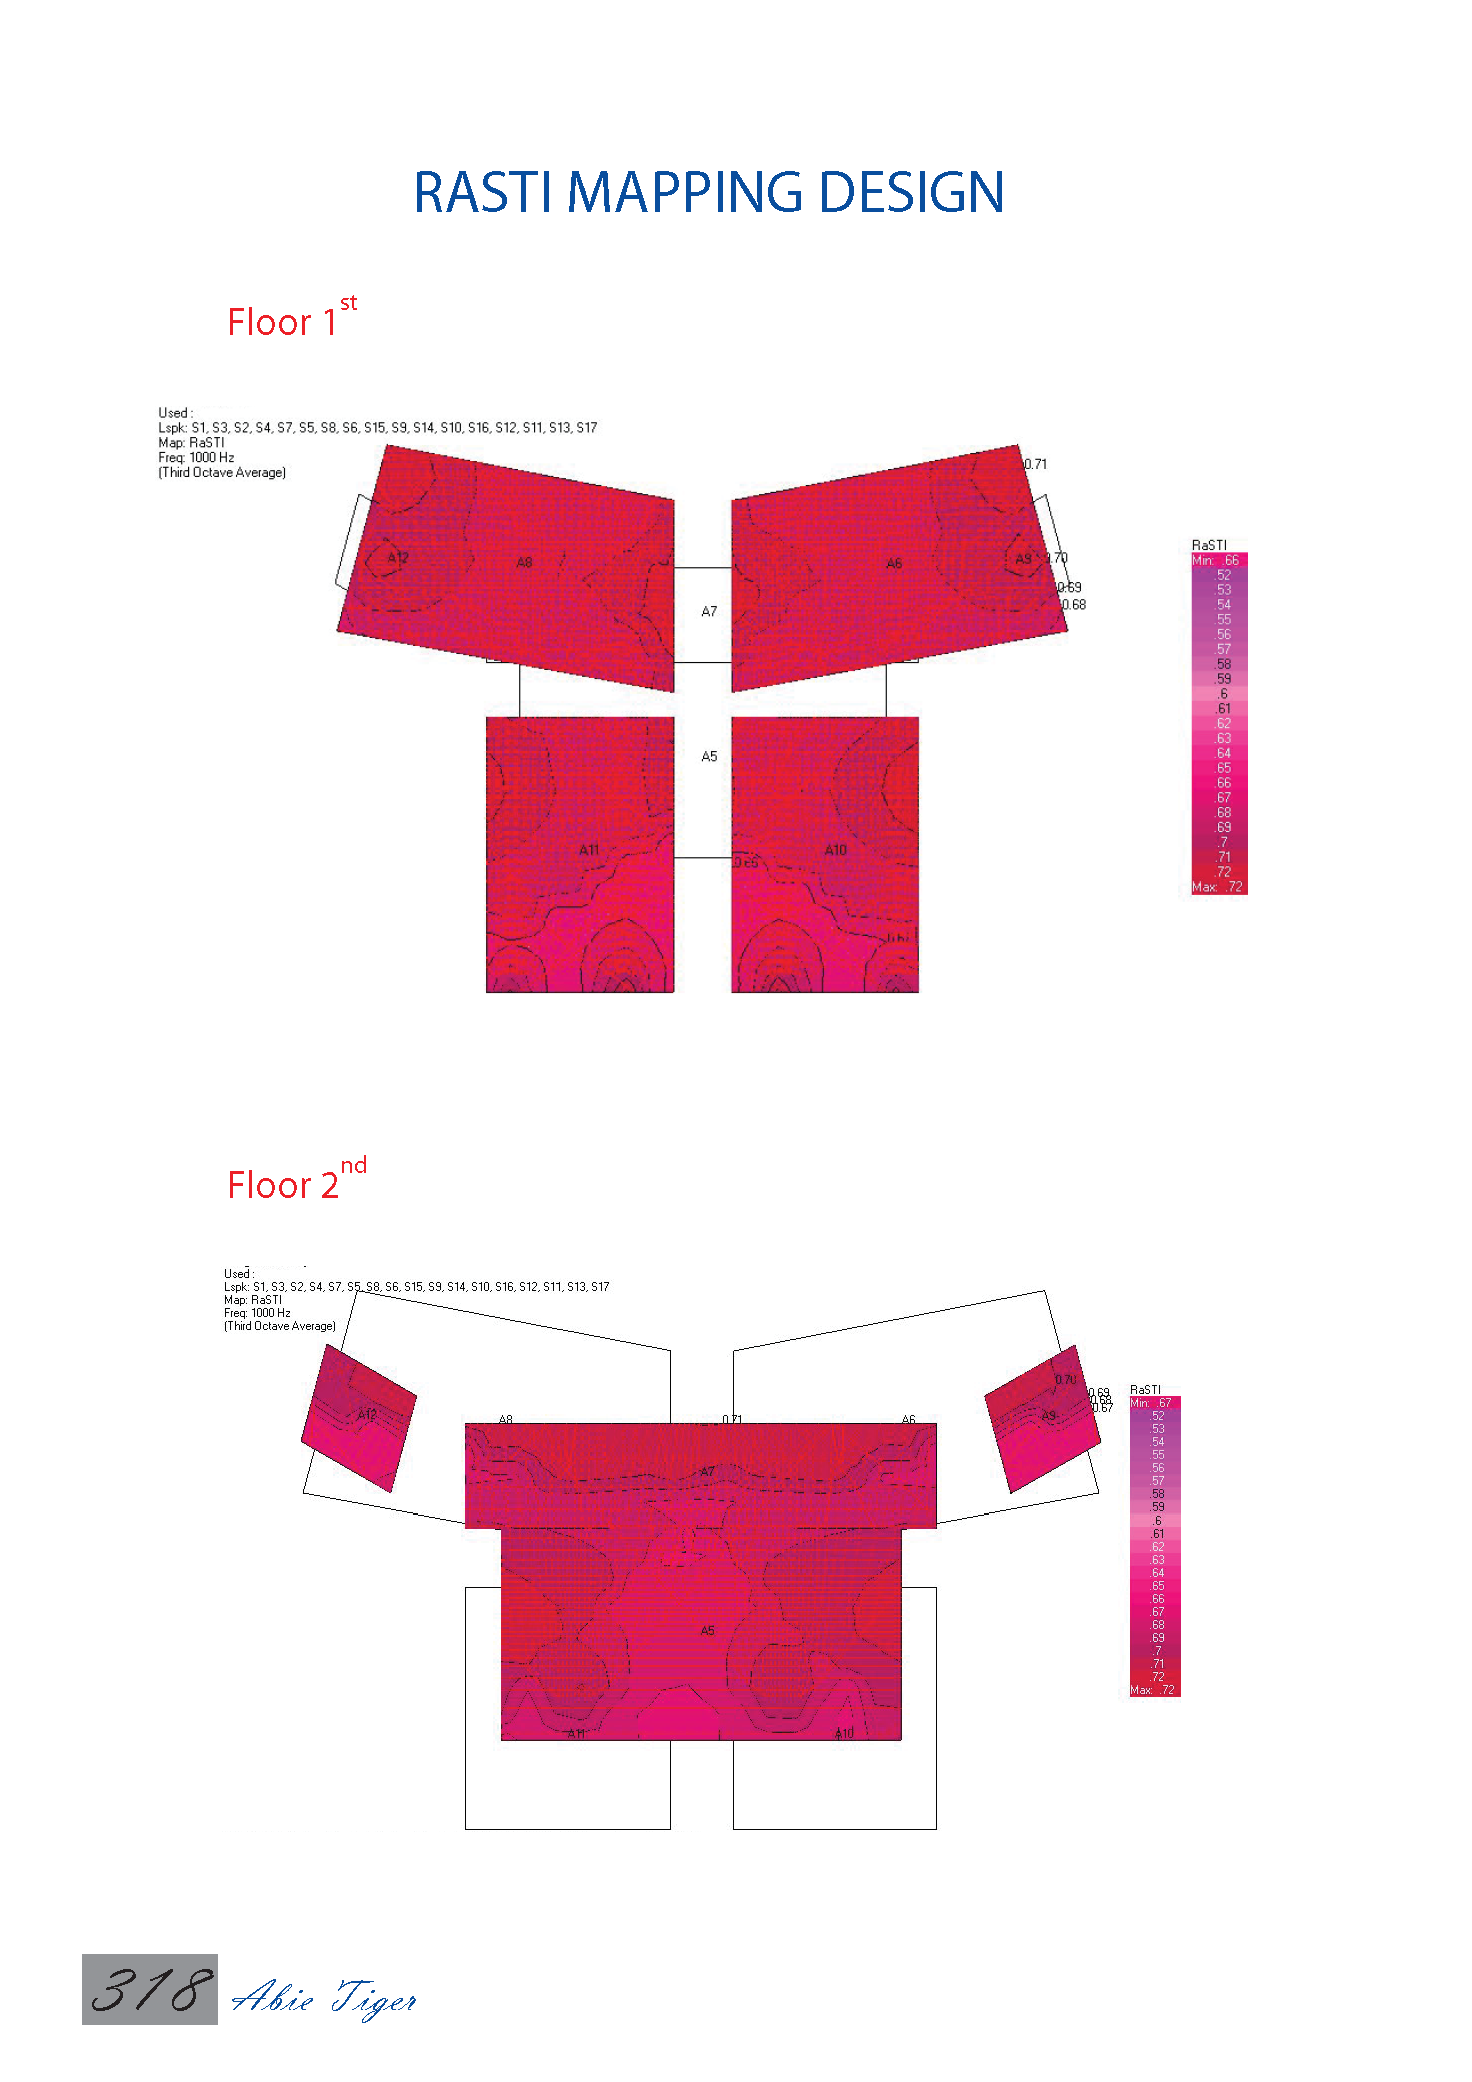 RASTI MAPPING DESIGN
Floor 1st
Used :
Lspk: S1, S3, S2, S4, S7, S5, S8, S6, S15, S9, S14, S10, S16, S12, S11, S13, S17
Map: RaSTI
Freq: 1000 Hz
(Third Octave Average)
0.71
A12
A8
A6
A9
0.70
0.69
0.68
A7
A5
A11
A10
RaSTI
Min: .66
.52
.53
.54
.55
.56
.57
.58
.59
.6
.61
.62
.63
.64
.65
.66
.67
.68
.69
.7
.71
.72
Max: .72
Floor 2nd
Used :
Lspk: S1, S3, S2, S4, S7, S5, S8, S6, S15, S9, S14, S10, S16, S12, S11, S13, S17
Map: RaSTI
Freq: 1000 Hz
(Third Octave Average)
0.70
0.69
0.68
0.67
A12
A9
A8
0.71
A6
A7
A5
A11
A10
RaSTI
Min: .67
.52
.53
.54
.55
.56
.57
.58
.59
.6
.61
.62
.63
.64
.65
.66
.67
.68
.69
.7
.71
.72
Max: .72
318 Abie Tiger